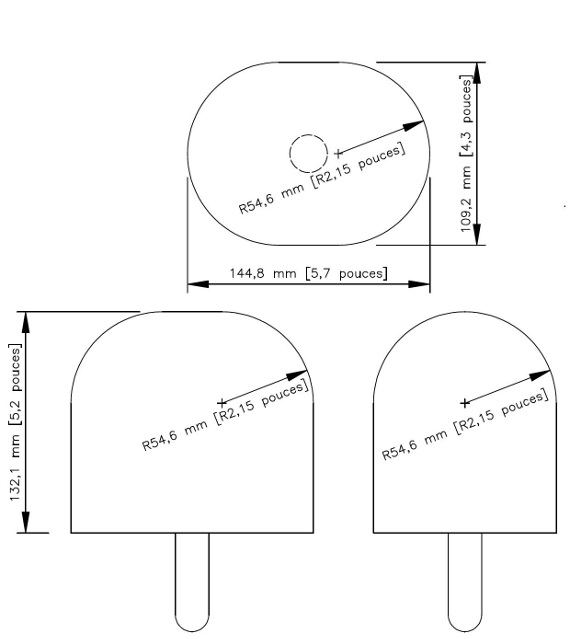 109,2 mm [4,3 pouces]
R54,6 mm [R2,15 pouces]
144,8 mm [5,7 pouces]
132,1 mm [5,2 pouces]
R54,6 mm [R2,15 pouces]
R54,6 mm [R2,15 pouces]